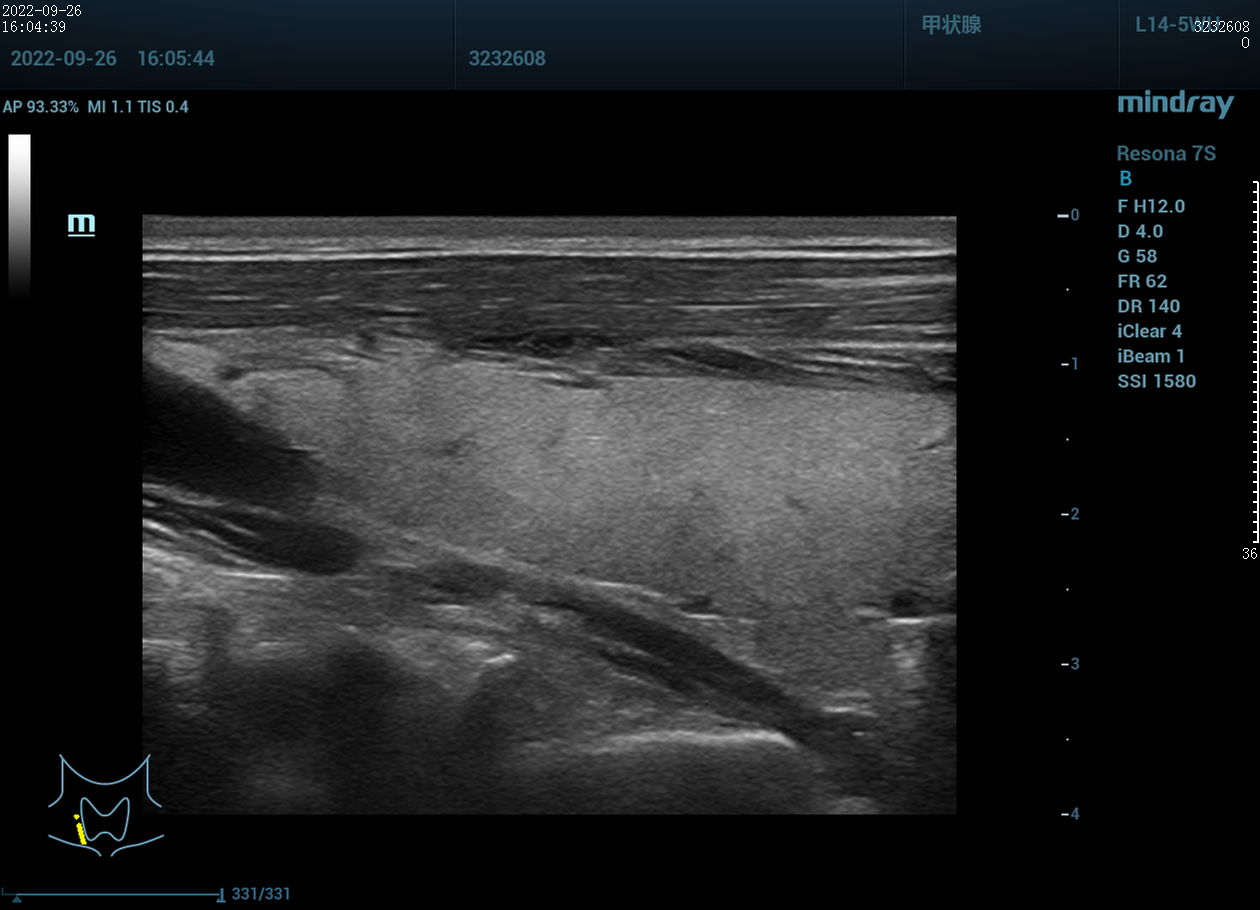 2022-09-26
16:04:39
甲状腺
L14-5WU
3232608
0
2022-09-26 16:05:44
3232608
AP 93.33% MI 1.1 TIS 0.4
mindray
Resona 7S
m
B
F H12.0
D 4.0
G 58
FR 62
DR 140
iClear 4
iBeam 1
SSI 1580
0
1
2
3
4
36
331/331